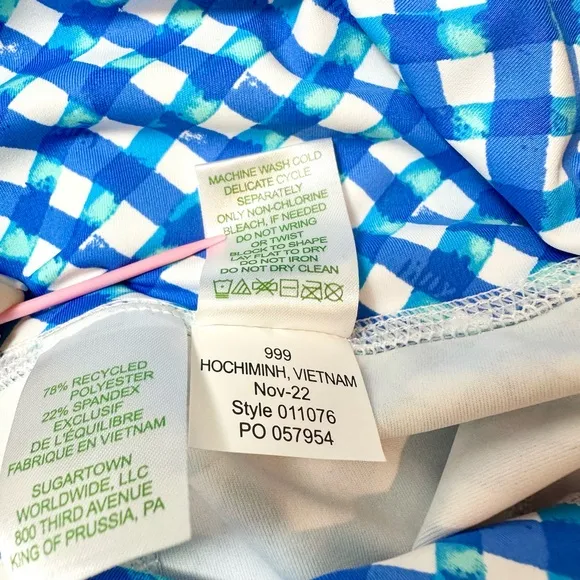 MACHINE WASH COLD
DELICATE CYCLE
SEPARATELY
ONLY NON-CHLORINE
BLEACH, IF NEEDED
DO NOT WRING
OR TWIST
BLOCK TO SHAPE
LAY FLAT TO DRY
DO NOT IRON
DO NOT DRY CLEAN
999
HOCHIMINH, VIETNAM
Nov-22
Style 011076
PO 057954
78% RECYCLED
POLYESTER
22% SPANDEX
EXCLUSIF
DE L'ÉQUILIBRE
FABRIQUE EN VIETNAM
SUGARTOWN
WORLDWIDE, LLC
800 THIRD AVENUE
KING OF PRUSSIA, PA